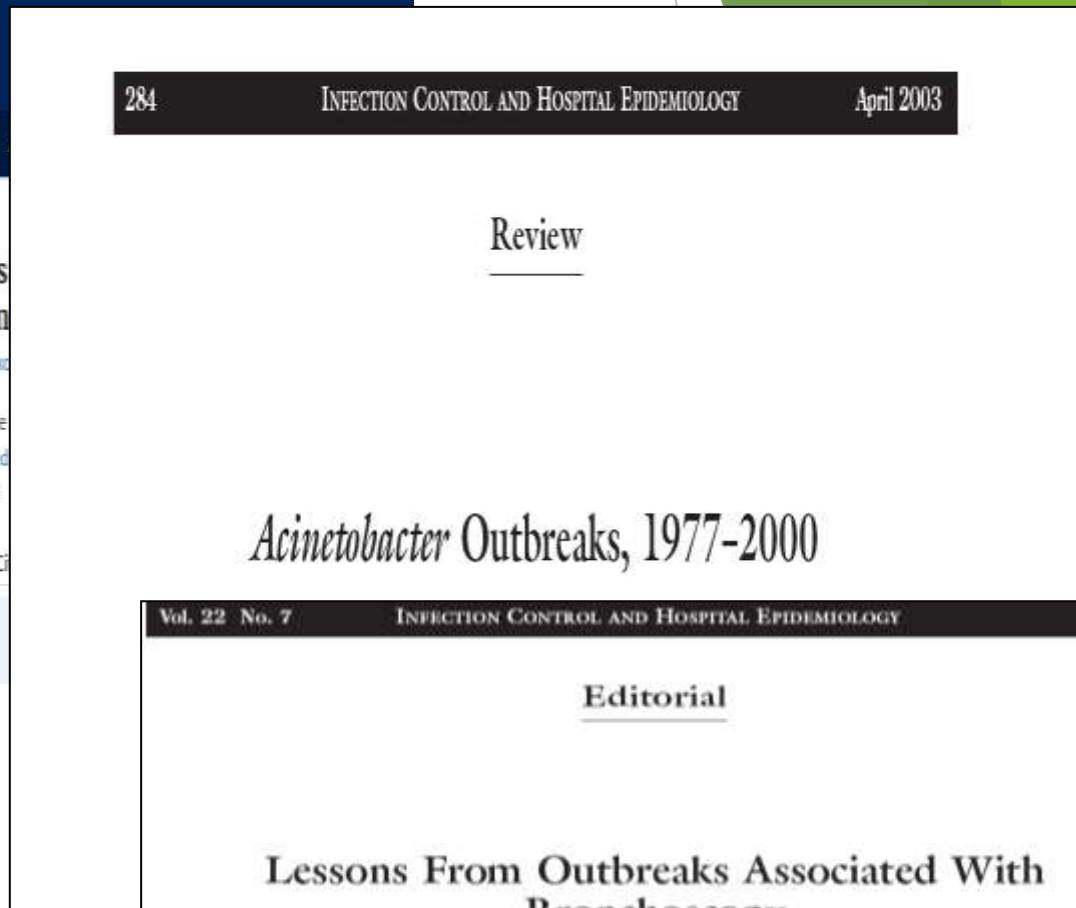 284 INFECTION CONTROL AND HOSPITAL EPIDEMIOLOGY April 2003
Review
Acinetobacter Outbreaks, 1977–2000
Vol. 22 No. 7 INFECTION CONTROL AND HOSPITAL EPIDEMIOLOGY
Editorial
Lessons From Outbreaks Associated With